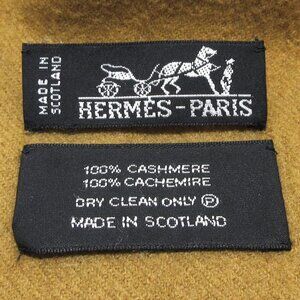 MADE IN
SCOTLAND
HERMÈS-PARIS
100% CASHMERE
100% CACHEMIRE
DRY CLEAN ONLY Ⓟ
MADE IN SCOTLAND